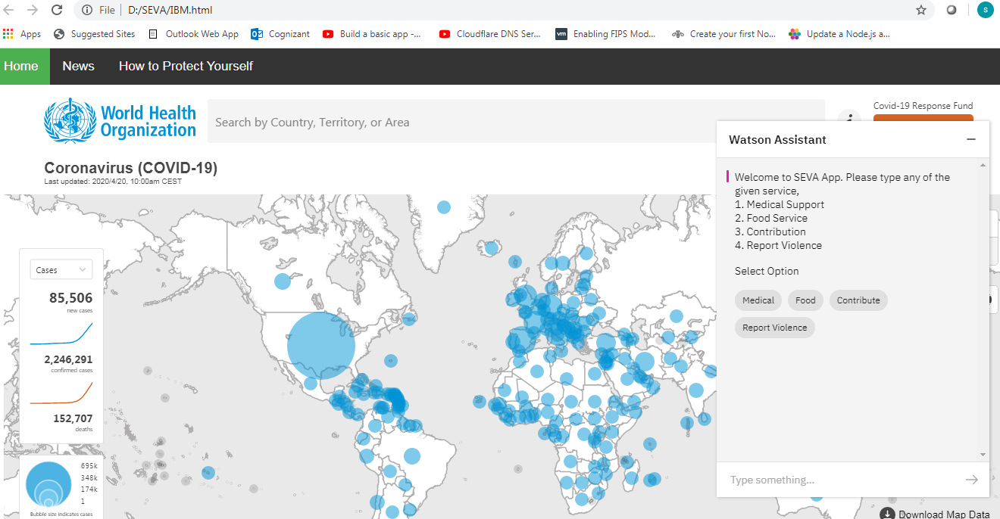 File
D:/SEVA/IBM.html
S
Apps
Suggested Sites
Outlook Web App
Cognizant
Build a basic app -...
Cloudflare DNS Ser...
vm
Enabling FIPS Mod...
Create your first No...
Update a Node.js a...
Home
News
How to Protect Yourself
World Health
Organization
Search by Country, Territory, or Area
i
Covid-19 Response Fund
Coronavirus (COVID-19)
Last updated: 2020/4/20, 10:00am CEST
Cases
85,506
new cases
2,246,291
confirmed cases
152,707
deaths
695k
348k
174k
1
Bubble size indicates cases
Watson Assistant
Welcome to SEVA App. Please type any of the
given service,
1. Medical Support
2. Food Service
3. Contribution
4. Report Violence
Select Option
Medical
Food
Contribute
Report Violence
Type something...
Download Map Data